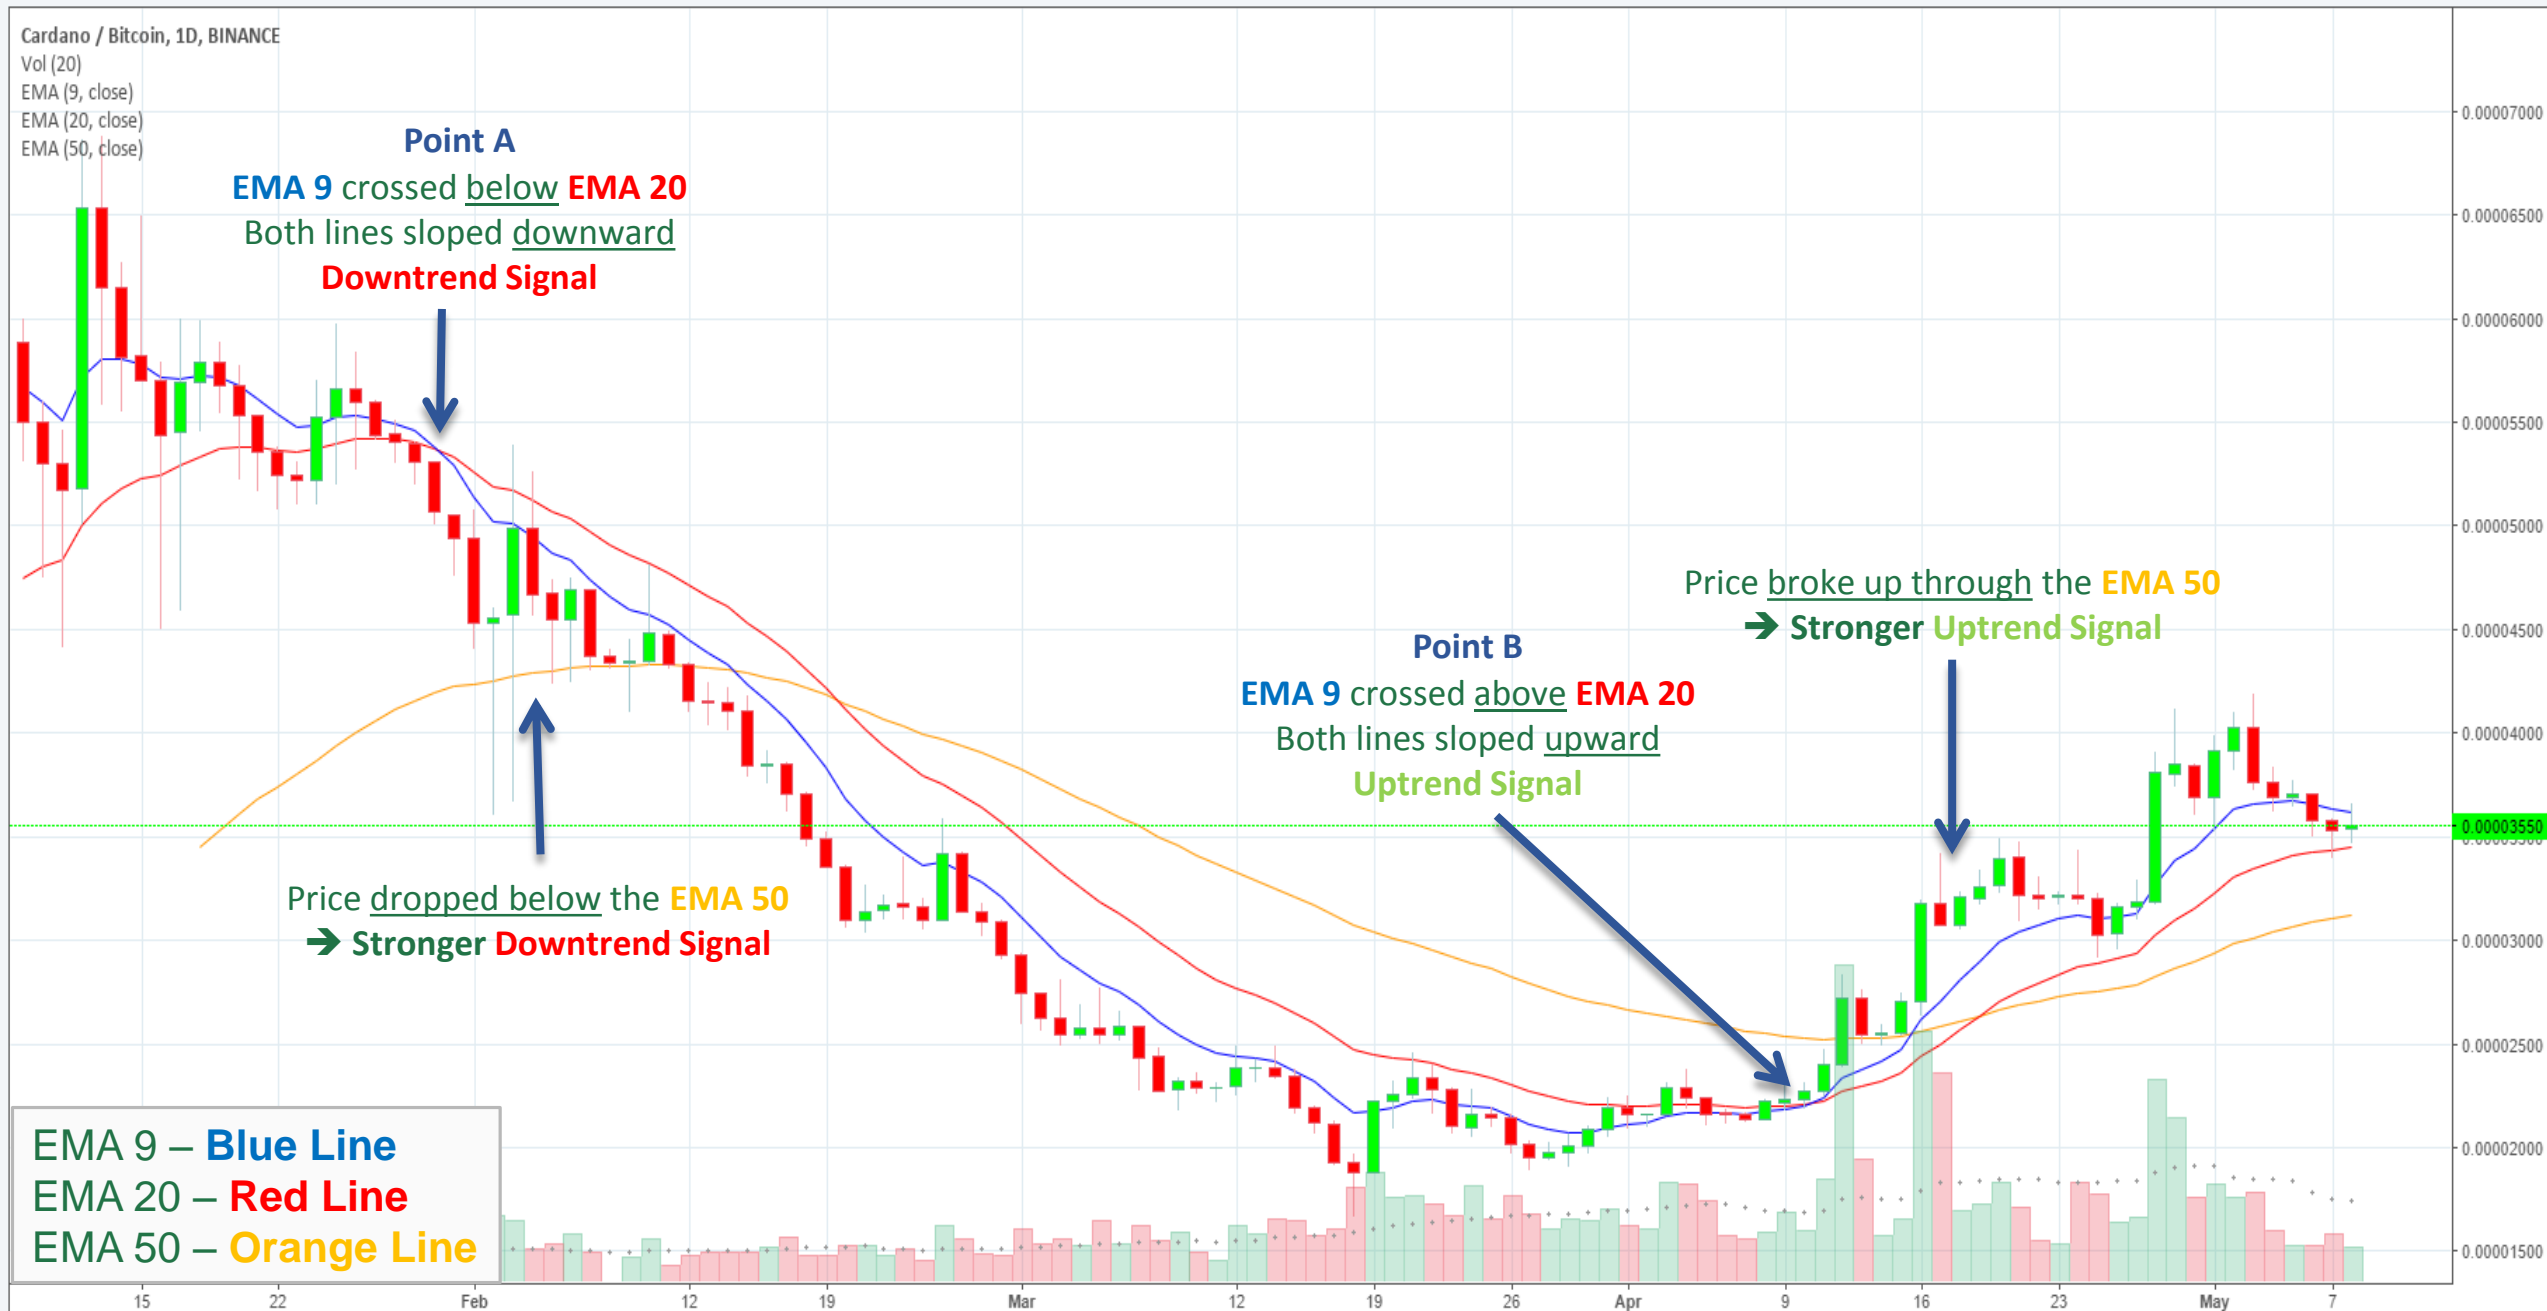 Cardano / Bitcoin, 1D, BINANCE
Vol (20)
EMA (9, close)
EMA (20, close)
EMA (50, close)
Point A
EMA 9 crossed below EMA 20
Both lines sloped downward
Downtrend Signal
Price dropped below the EMA 50
➔ Stronger Downtrend Signal
Point B
EMA 9 crossed above EMA 20
Both lines sloped upward
Uptrend Signal
Price broke up through the EMA 50
➔ Stronger Uptrend Signal
EMA 9 – Blue Line
EMA 20 – Red Line
EMA 50 – Orange Line
0.00007000
0.00006500
0.00006000
0.00005500
0.00005000
0.00004500
0.00004000
0.00003550
0.00003500
0.00003000
0.00002500
0.00002000
0.00001500
15 22 Feb 12 19 Mar 12 19 26 Apr 9 16 23 May 7